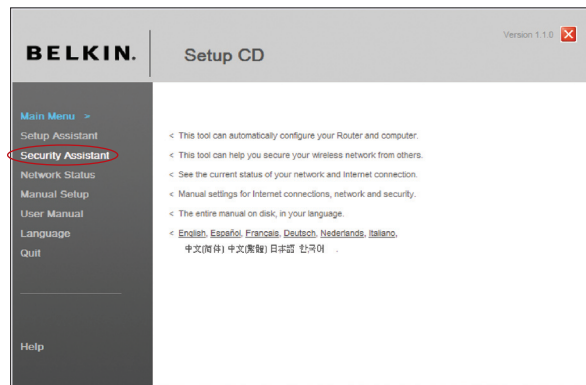 BELKIN.
Setup CD
Version 1.1.0
Main Menu >
Setup Assistant
< This tool can automatically configure your Router and computer.
Security Assistant
< This tool can help you secure your wireless network from others.
Network Status
< See the current status of your network and Internet connection.
Manual Setup
< Manual settings for Internet connections, network and security.
User Manual
< The entire manual on disk, in your language.
Language
< English, Español, Français, Deutsch, Nederlands, Italiano,
中文(简体) 中文(繁體) 日本語 한국어 .
Quit
Help